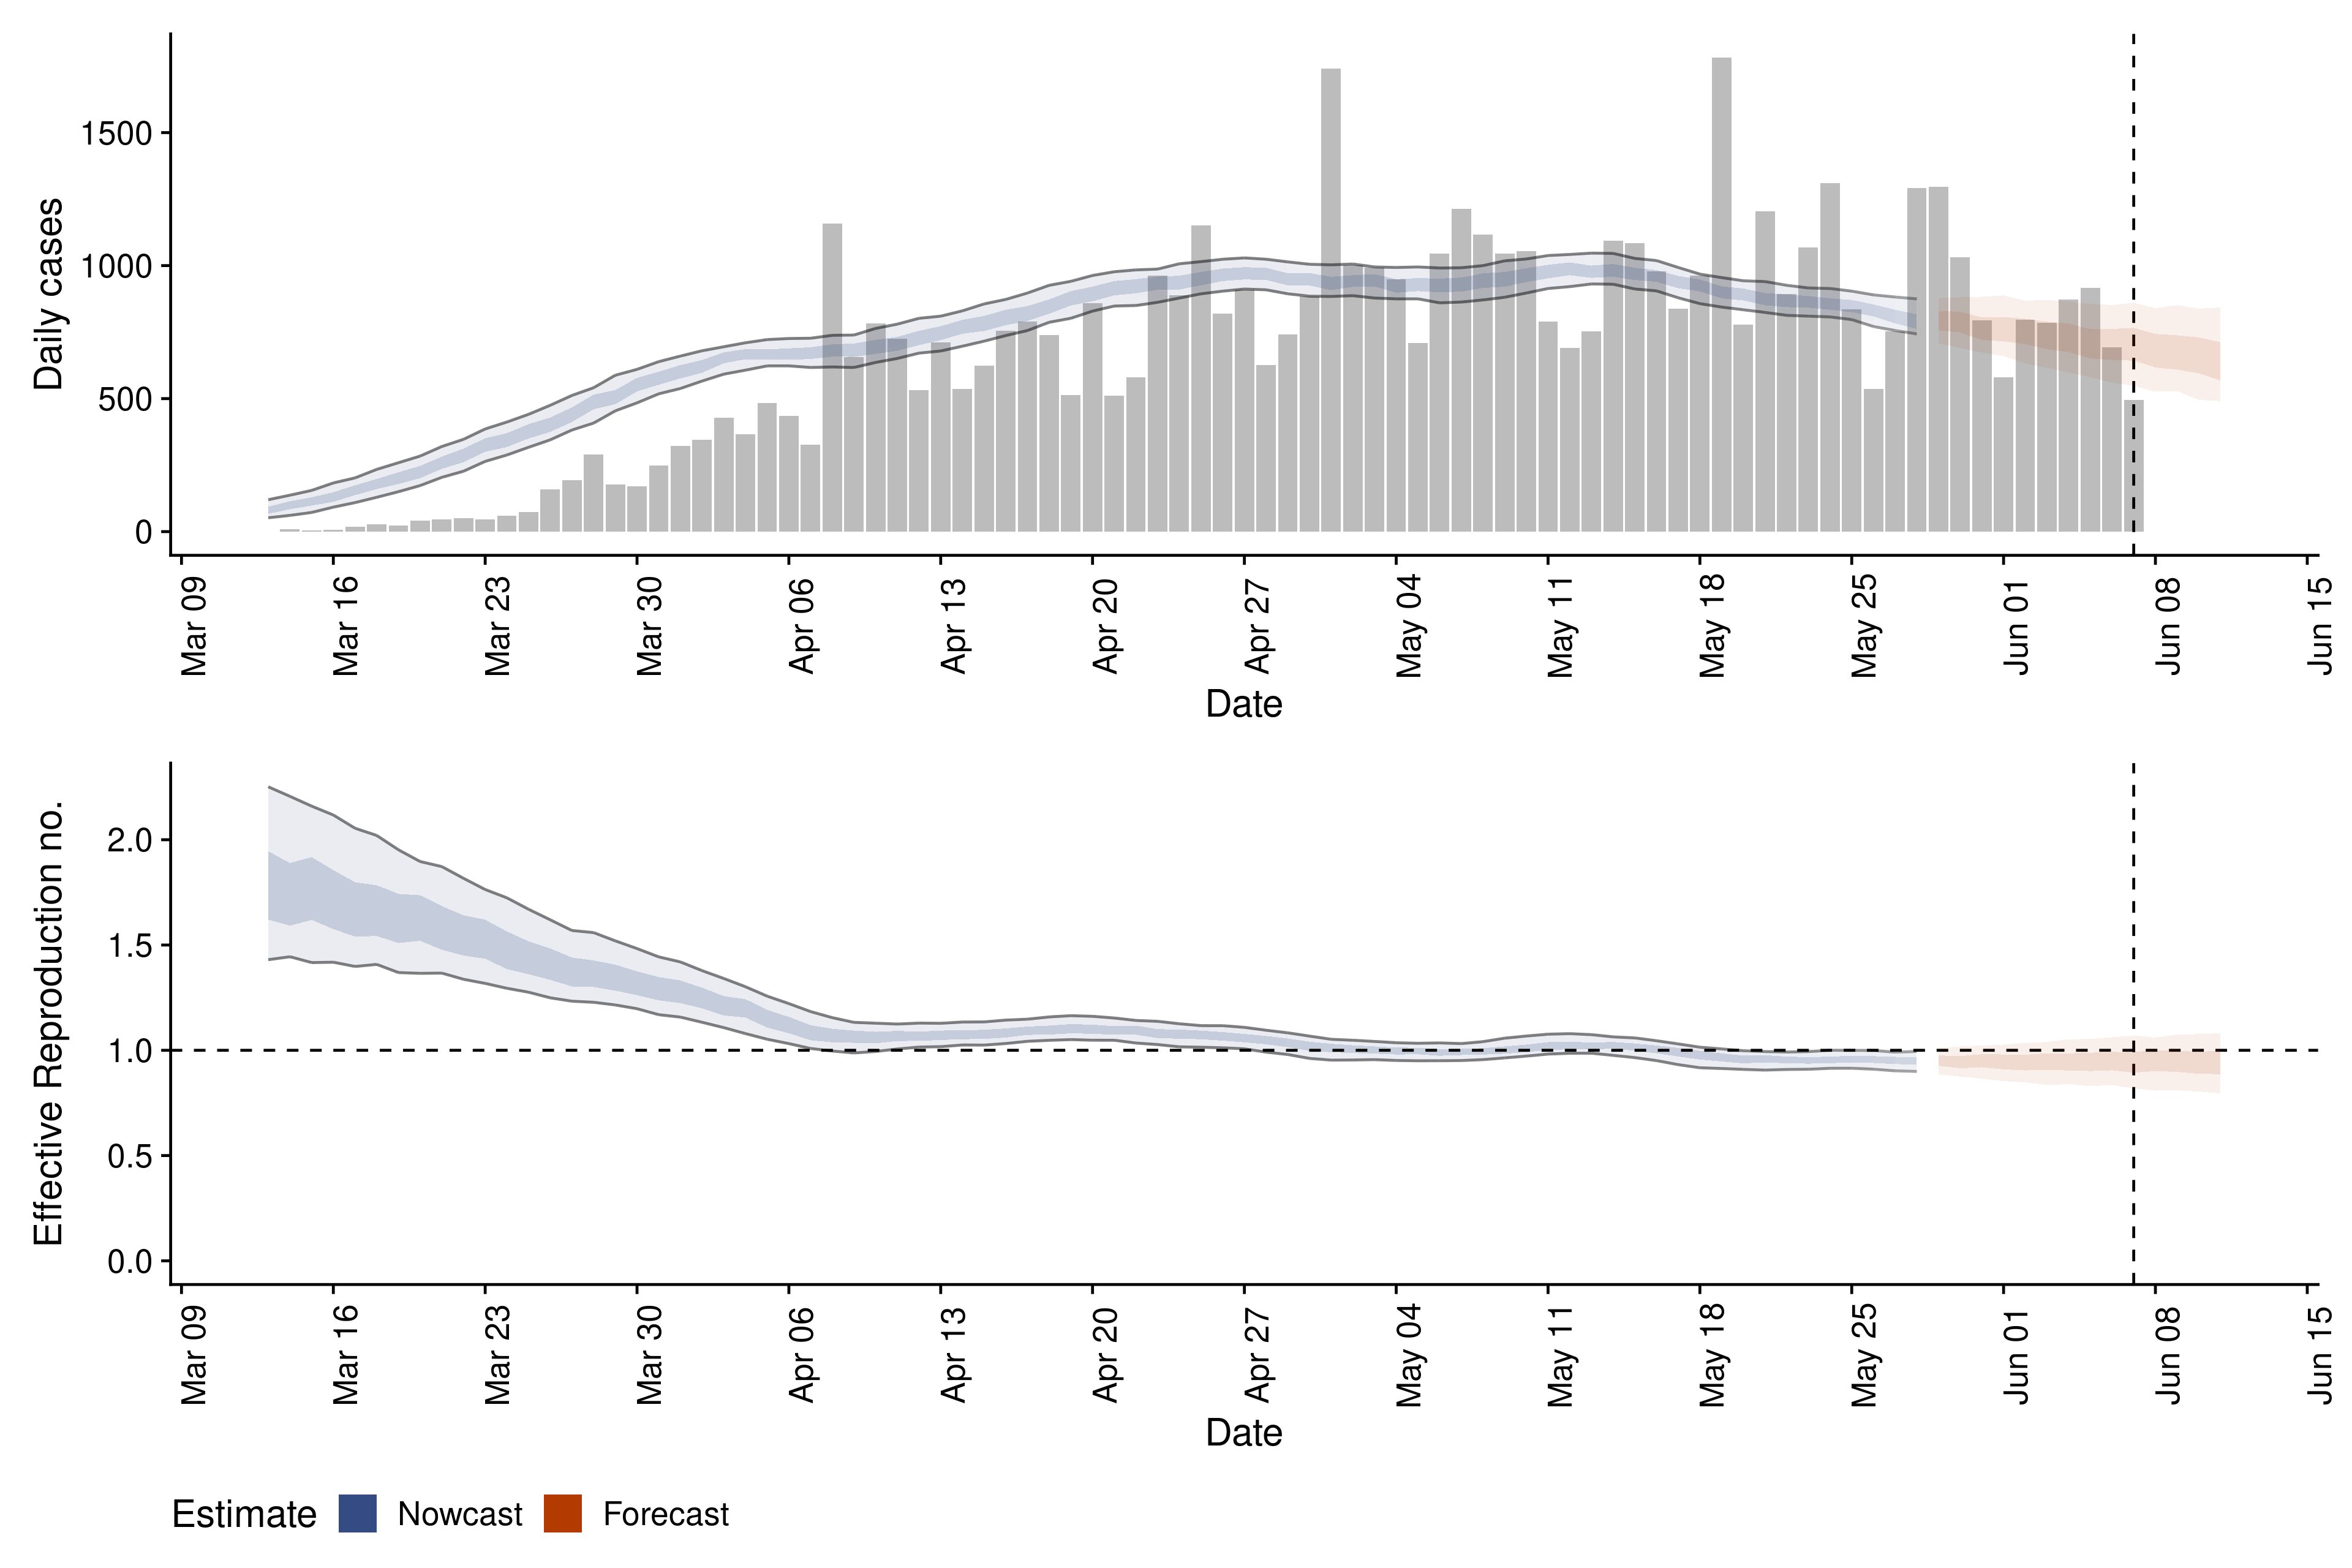 Daily cases
1500
1000
500
0
Mar 09
Mar 16
Mar 23
Mar 30
Apr 06
Apr 13
Apr 20
Apr 27
May 04
May 11
May 18
May 25
Jun 01
Jun 08
Jun 15
Date
Effective Reproduction no.
2.0
1.5
1.0
0.5
0.0
Mar 09
Mar 16
Mar 23
Mar 30
Apr 06
Apr 13
Apr 20
Apr 27
May 04
May 11
May 18
May 25
Jun 01
Jun 08
Jun 15
Date
Estimate Nowcast Forecast